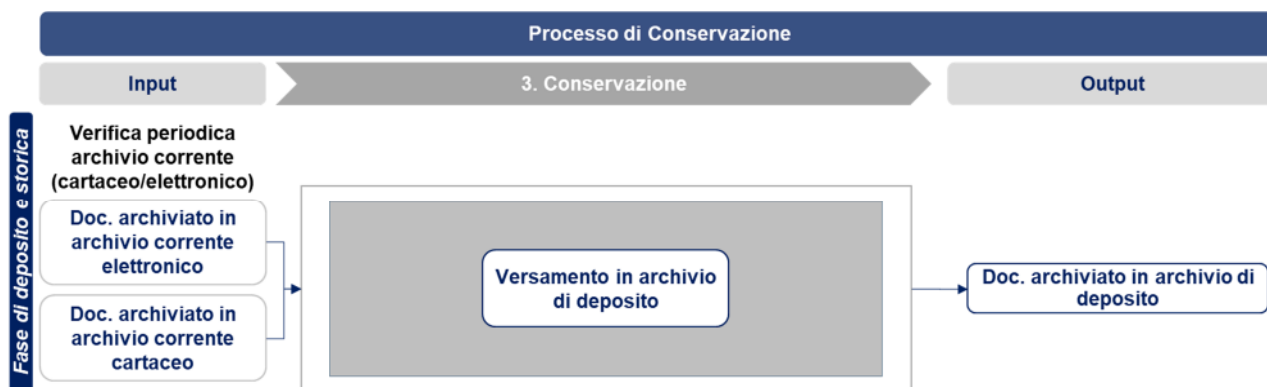 Processo di Conservazione
Input
3. Conservazione
Output
Fase di deposito e storica
Verifica periodica
archivio corrente
(cartaceo/elettronico)
Doc. archiviato in
archivio corrente
elettronico
Doc. archiviato in
archivio corrente
cartaceo
Versamento in archivio
di deposito
Doc. archiviato in archivio di
deposito